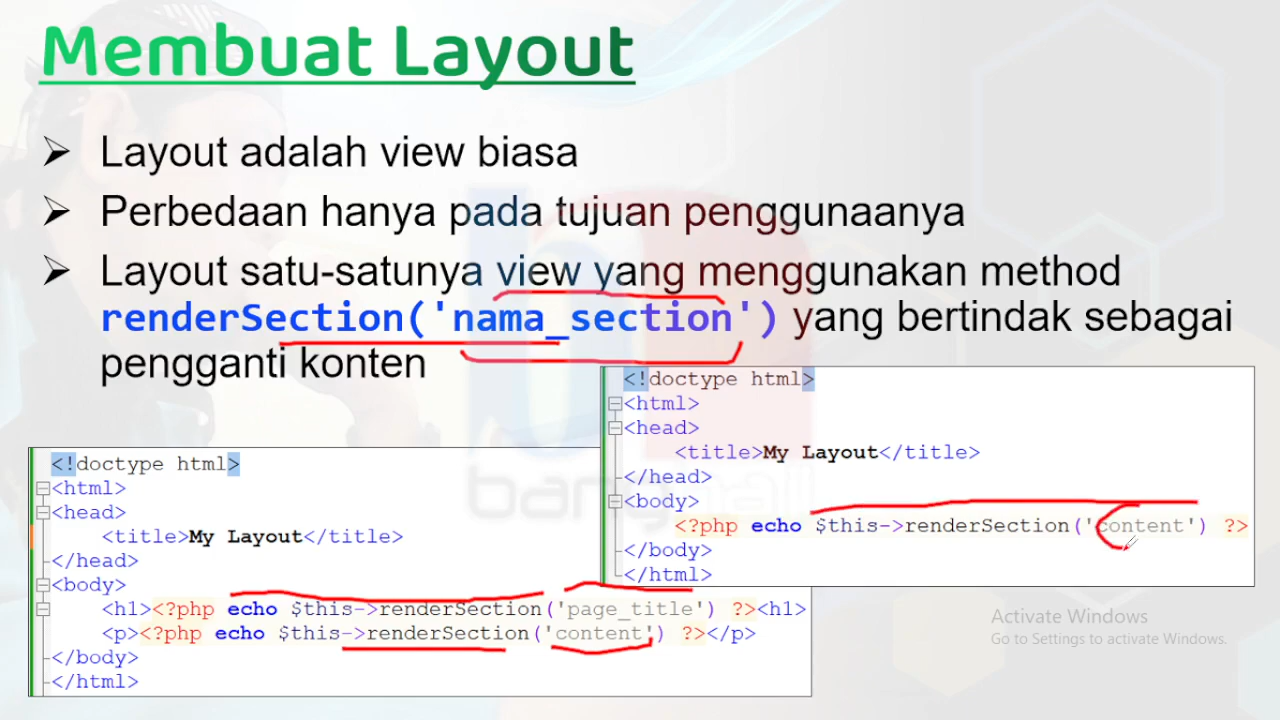 Membuat Layout
➢ Layout adalah view biasa
➢ Perbedaan hanya pada tujuan penggunaanya
➢ Layout satu-satunya view yang menggunakan method
renderSection('nama_section') yang bertindak sebagai
pengganti konten
<!doctype html>
<html>
<head>
<title>My Layout</title>
</head>
<body>
<h1><?php echo $this->renderSection('page_title') ?><h1>
<p><?php echo $this->renderSection('content') ?></p>
</body>
</html>
<!doctype html>
<html>
<head>
<title>My Layout</title>
</head>
<body>
<?php echo $this->renderSection('content') ?>
</body>
</html>
Activate Windows
Go to Settings to activate Windows.